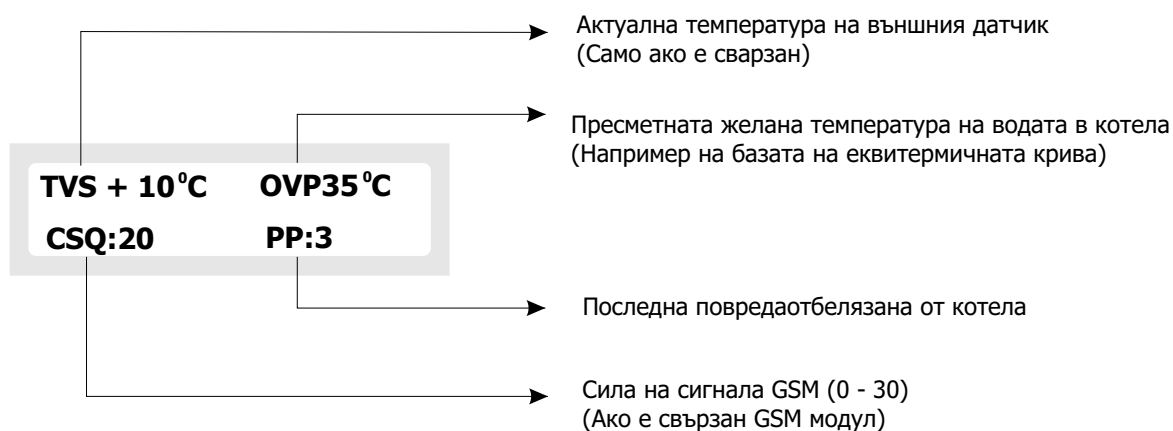 Актуална температура на външния датчик
(Само ако е сварзан)
Пресметната желана температура на водата в котела
(Например на базата на еквитермичната крива)
TVS + 10⁰C OVP35⁰C
CSQ:20 PP:3
Последна повредаотбелязана от котела
Сила на сигнала GSM (0 - 30)
(Ако е свързан GSM модул)